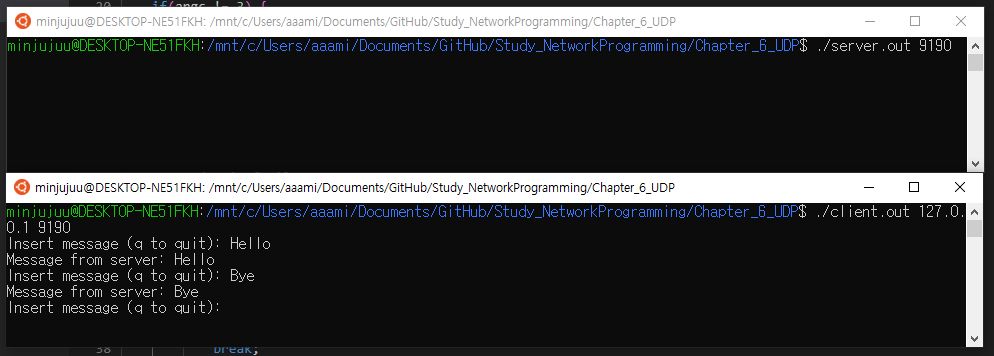 20 if(argc != 3) {
minjujuu@DESKTOP-NE51FKH: /mnt/c/Users/aaami/Documents/GitHub/Study_NetworkProgramming/Chapter_6_UDP
minjujuu@DESKTOP-NE51FKH:/mnt/c/Users/aaami/Documents/GitHub/Study_NetworkProgramming/Chapter_6_UDP$ ./server.out 9190
minjujuu@DESKTOP-NE51FKH: /mnt/c/Users/aaami/Documents/GitHub/Study_NetworkProgramming/Chapter_6_UDP
minjujuu@DESKTOP-NE51FKH:/mnt/c/Users/aaami/Documents/GitHub/Study_NetworkProgramming/Chapter_6_UDP$ ./client.out 127.0.
0.1 9190
Insert message (q to quit): Hello
Message from server: Hello
Insert message (q to quit): Bye
Message from server: Bye
Insert message (q to quit):
38 break;